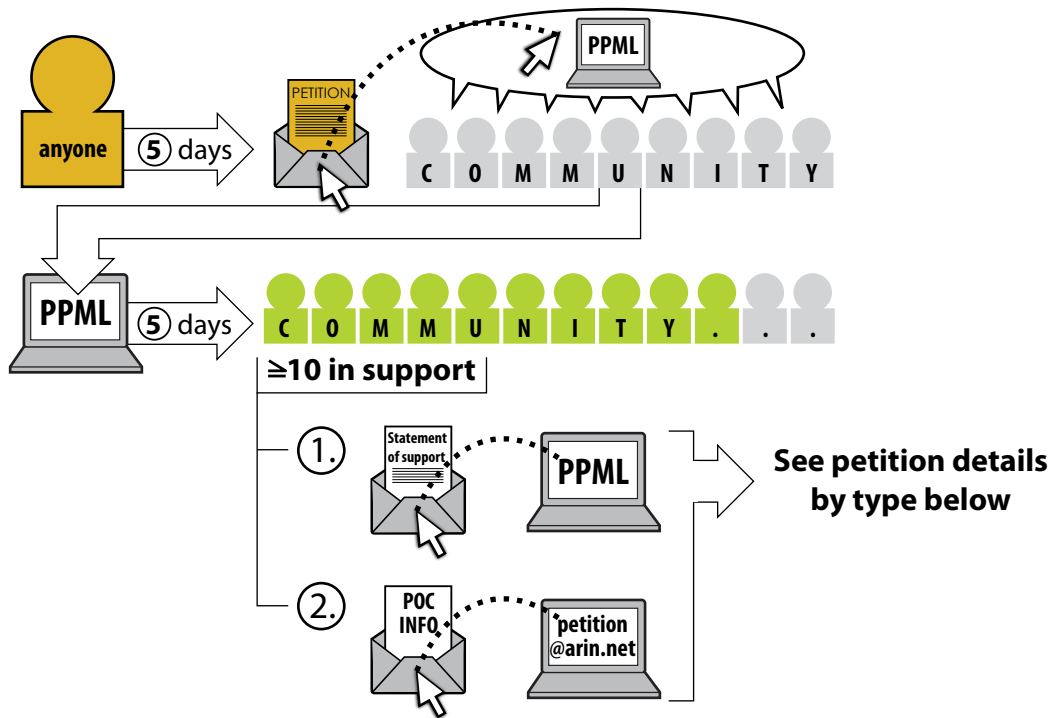 PPML
PETITION
anyone
5 days
C O M M U N I T Y
PPML
5 days
C O M M U N I T Y . . .
≥10 in support
1.
Statement
of support
PPML
See petition details
by type below
2.
POC
INFO
petition
@arin.net